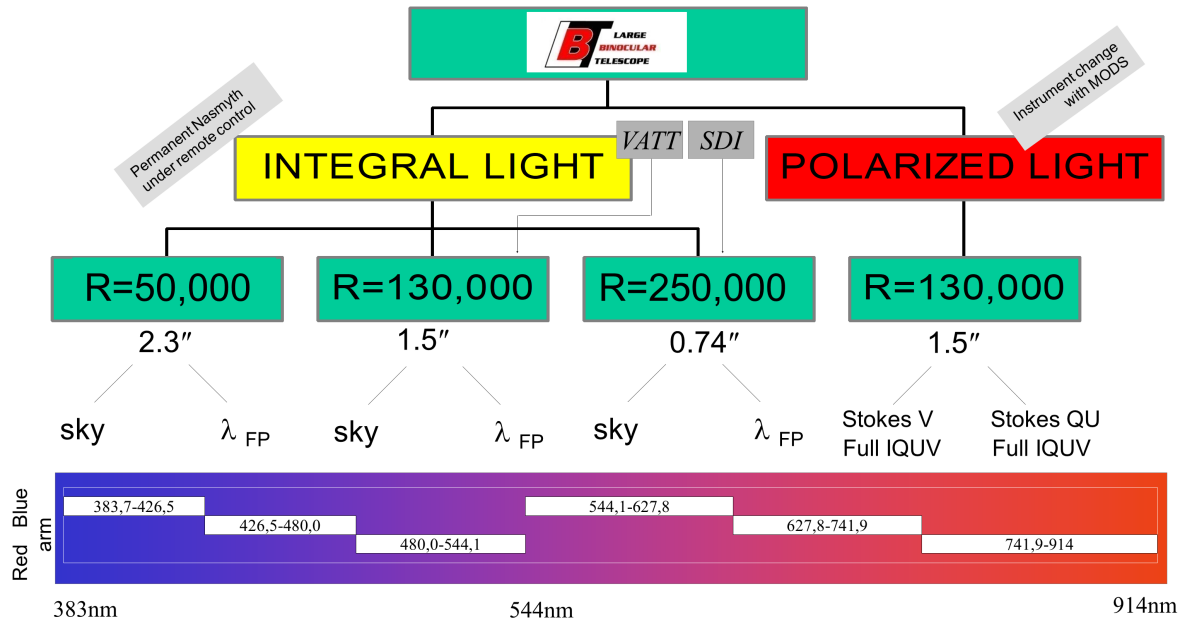 LARGE
BINOCULAR
TELESCOPE
BT
Permanent Nasmyth
under remote control
Instrument change
with MODS
INTEGRAL LIGHT
VATT
SDI
POLARIZED LIGHT
R=50,000
R=130,000
R=250,000
R=130,000
2.3″
1.5″
0.74″
1.5″
sky
λ FP
sky
λ FP
sky
λ FP
Stokes V
Full IQUV
Stokes QU
Full IQUV
Red Blue
arm
383,7-426,5
544,1-627,8
426,5-480,0
627,8-741,9
480,0-544,1
741,9-914
383nm
544nm
914nm